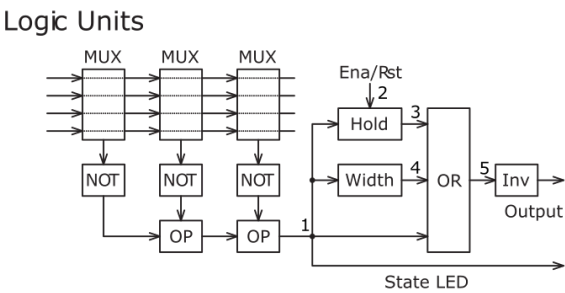 Logic Units
MUX MUX MUX
Ena/Rst
2
Hold 3
NOT NOT NOT Width 4 OR 5 Inv
Output
OP OP 1
State LED